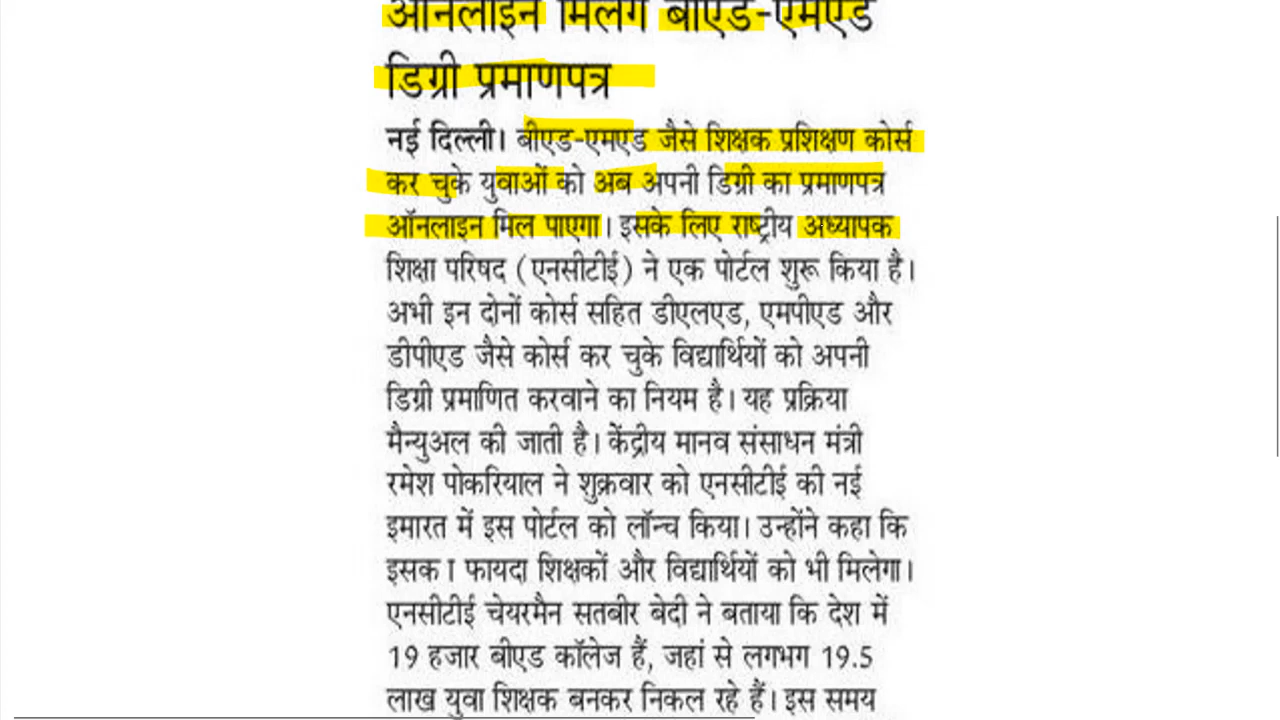 ऑनलाइन मिलेंगे बीएड-एमएड
डिग्री प्रमाणपत्र
नई दिल्ली। बीएड-एमएड जैसे शिक्षक प्रशिक्षण कोर्स
कर चुके युवाओं को अब अपनी डिग्री का प्रमाणपत्र
ऑनलाइन मिल पाएगा। इसके लिए राष्ट्रीय अध्यापक
शिक्षा परिषद (एनसीटीई) ने एक पोर्टल शुरू किया है।
अभी इन दोनों कोर्स सहित डीएलएड, एमपीएड और
डीपीएड जैसे कोर्स कर चुके विद्यार्थियों को अपनी
डिग्री प्रमाणित करवाने का नियम है। यह प्रक्रिया
मैन्युअल की जाती है। केंद्रीय मानव संसाधन मंत्री
रमेश पोकरियाल ने शुक्रवार को एनसीटीई की नई
इमारत में इस पोर्टल को लॉन्च किया। उन्होंने कहा कि
इसक ा फायदा शिक्षकों और विद्यार्थियों को भी मिलेगा।
एनसीटीई चेयरमैन सतबीर बेदी ने बताया कि देश में
19 हजार बीएड कॉलेज हैं, जहां से लगभग 19.5
लाख युवा शिक्षक बनकर निकल रहे हैं। इस समय